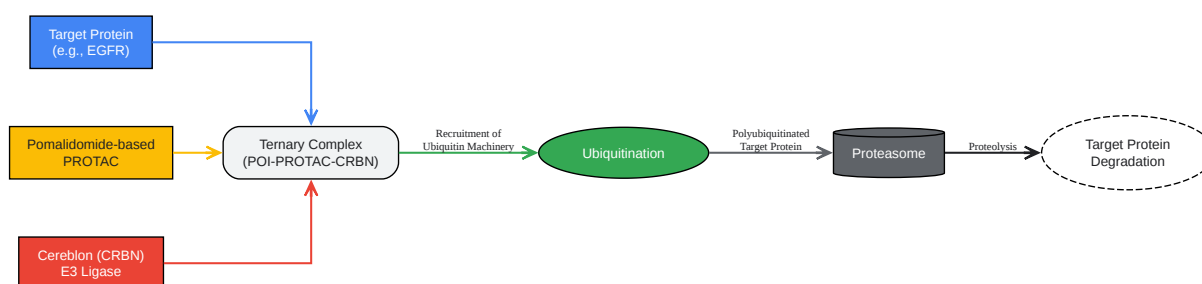 Target Protein
(e.g., EGFR)
Pomalidomide-based
PROTAC
Cereblon (CRBN)
E3 Ligase
Ternary Complex
(POI-PROTAC-CRBN)
Recruitment of
Ubiquitin Machinery
Ubiquitination
Polyubiquitinated
Target Protein
Proteasome
Proteolysis
Target Protein
Degradation